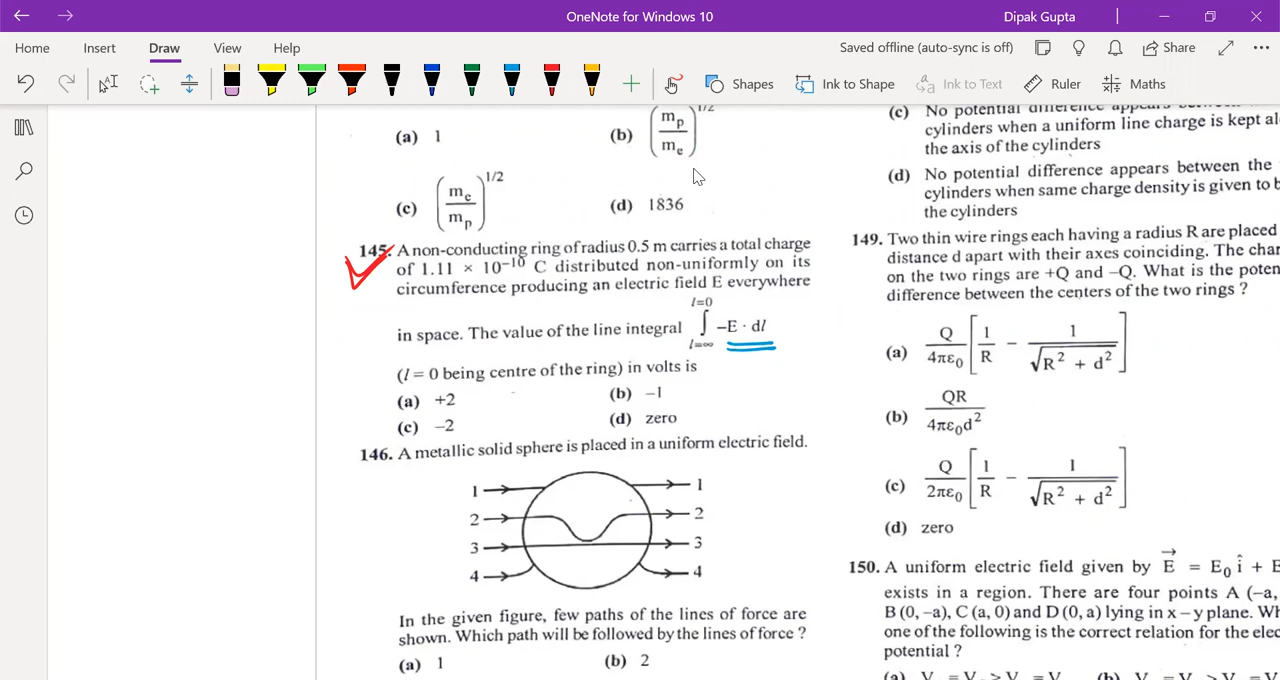 OneNote for Windows 10
Dipak Gupta
Home Insert Draw View Help
Saved offline (auto-sync is off)
Share
Shapes Ink to Shape Ink to Text Ruler Maths
(a) 1
(b) (m_p/m_e)^1/2
(c) (m_e/m_p)^1/2
(d) 1836
145. A non-conducting ring of radius 0.5 m carries a total charge
of 1.11 × 10^−10 C distributed non-uniformly on its
circumference producing an electric field E everywhere
in space. The value of the line integral ∫_{l=∞}^{l=0} −E · dl
(l = 0 being centre of the ring) in volts is
(a) +2
(b) −1
(c) −2
(d) zero
146. A metallic solid sphere is placed in a uniform electric field.
1 1
2 2
3 3
4 4
In the given figure, few paths of the lines of force are
shown. Which path will be followed by the lines of force ?
(a) 1
(b) 2
(c) No potential difference appears
cylinders when a uniform line charge is kept
the axis of the cylinders
(d) No potential difference appears between the
cylinders when same charge density is given to
the cylinders
149. Two thin wire rings each having a radius R are placed
distance d apart with their axes coinciding. The
on the two rings are +Q and −Q. What is the
difference between the centers of the two rings ?
(a) Q/4πε₀ [1/R − 1/√(R² + d²)]
(b) QR/4πε₀d²
(c) Q/2πε₀ [1/R − 1/√(R² + d²)]
(d) zero
150. A uniform electric field given by E⃗ = E₀ î +
exists in a region. There are four points A (−a,
B (0, −a), C (a, 0) and D (0, a) lying in x − y plane.
one of the following is the correct relation for the
potential ?